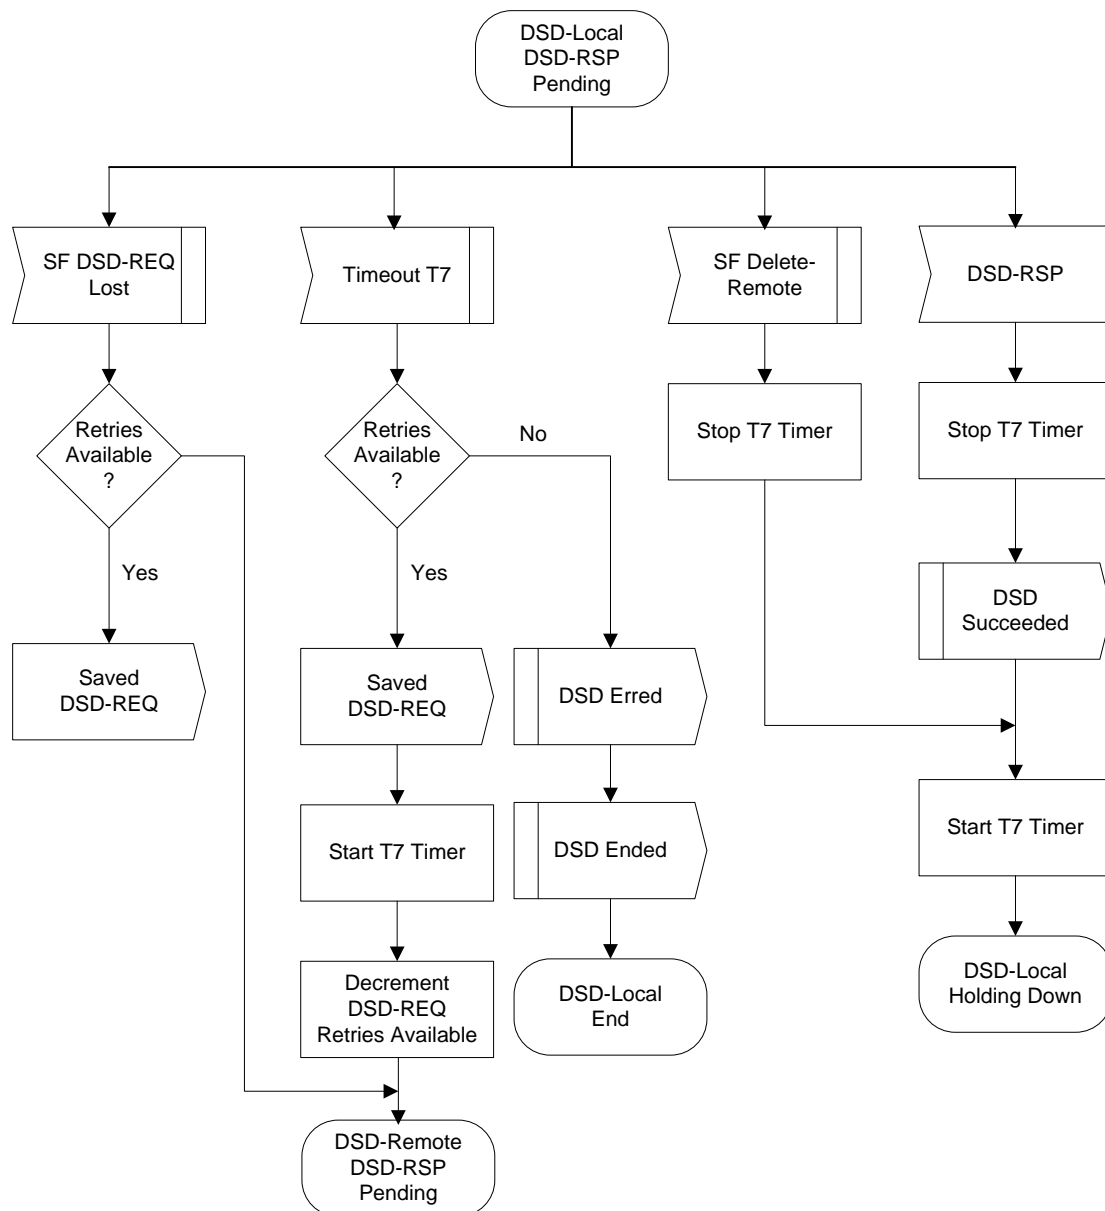 DSD-Local
DSD-RSP
Pending
SF DSD-REQ
Lost
Timeout T7
SF Delete-
Remote
DSD-RSP
Retries
Available
?
Retries
Available
?
No
Stop T7 Timer
Stop T7 Timer
Yes
Yes
DSD
Succeeded
Saved
DSD-REQ
Saved
DSD-REQ
DSD Erred
Start T7 Timer
DSD Ended
Start T7 Timer
Decrement
DSD-REQ
Retries Available
DSD-Local
End
DSD-Local
Holding Down
DSD-Remote
DSD-RSP
Pending